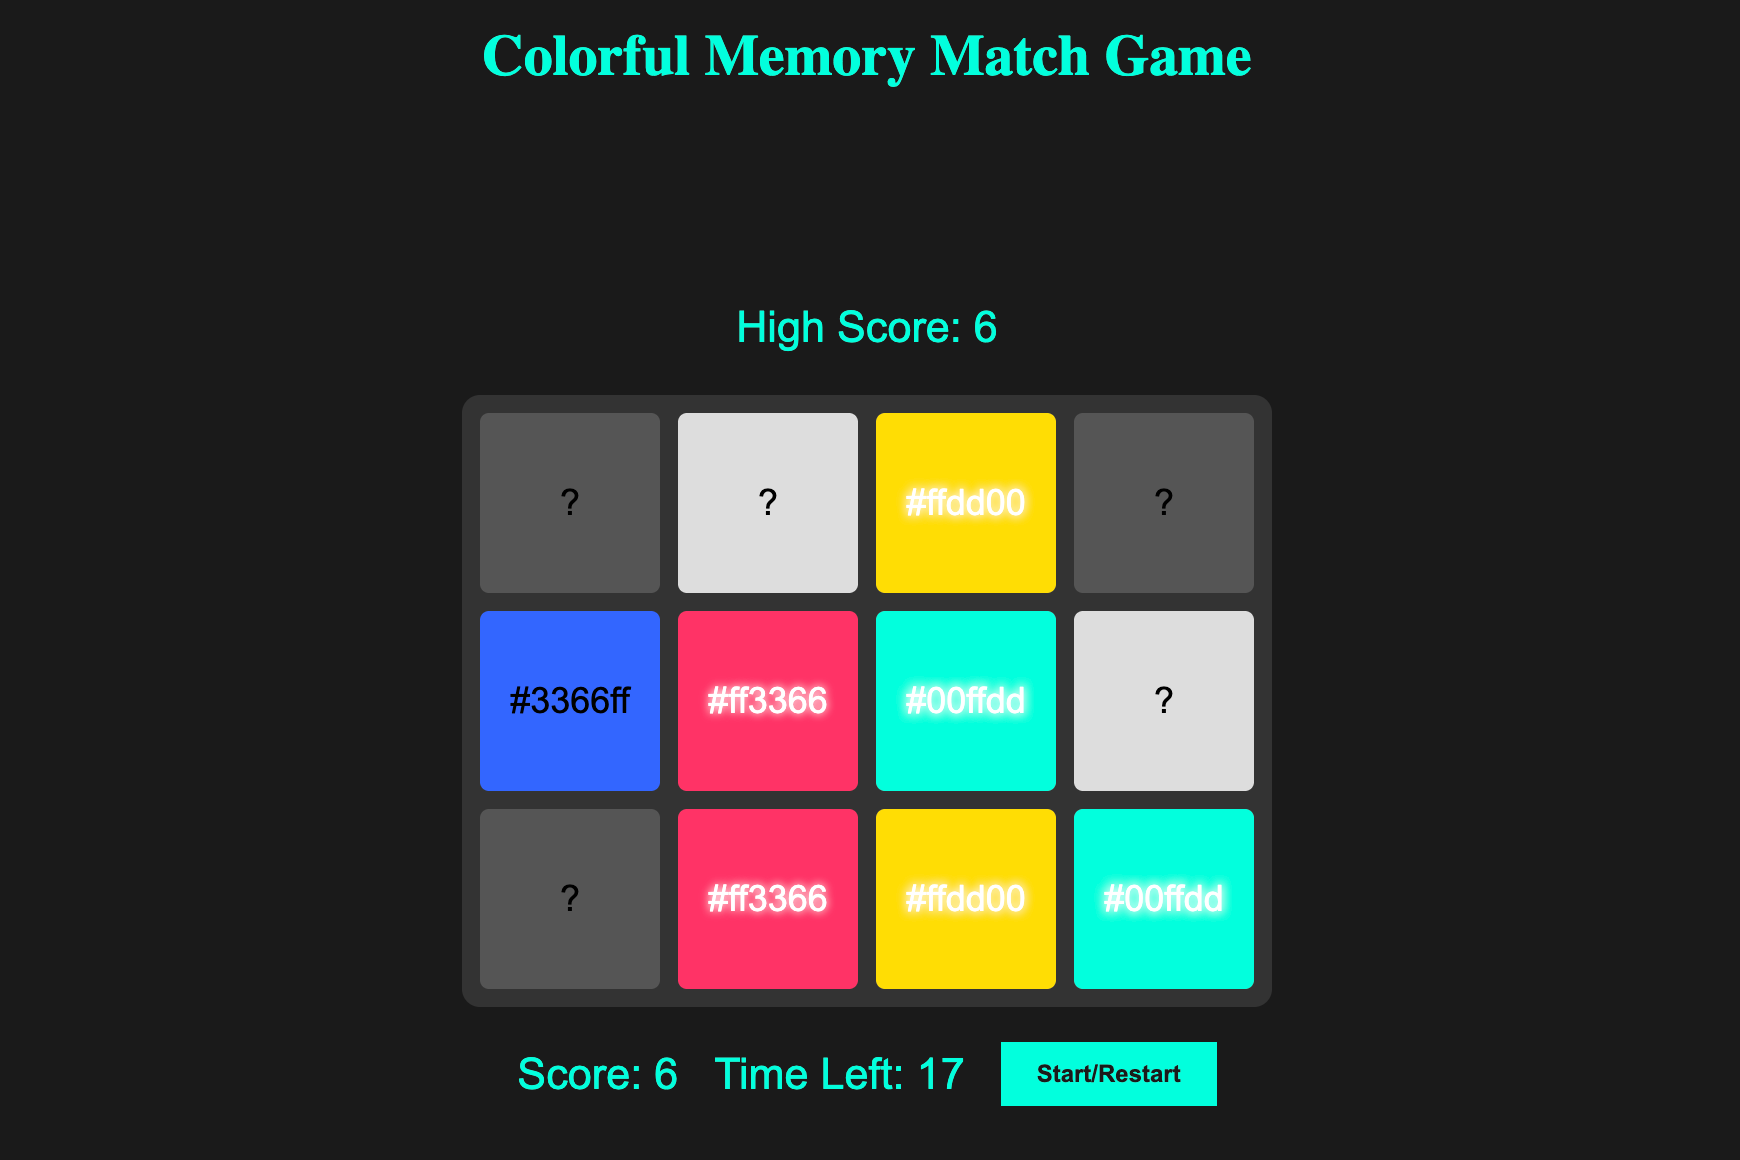 Colorful Memory Match Game
High Score: 6
? ? #ffdd00 ?
#3366ff #ff3366 #00ffdd ?
? #ff3366 #ffdd00 #00ffdd
Score: 6 Time Left: 17 Start/Restart